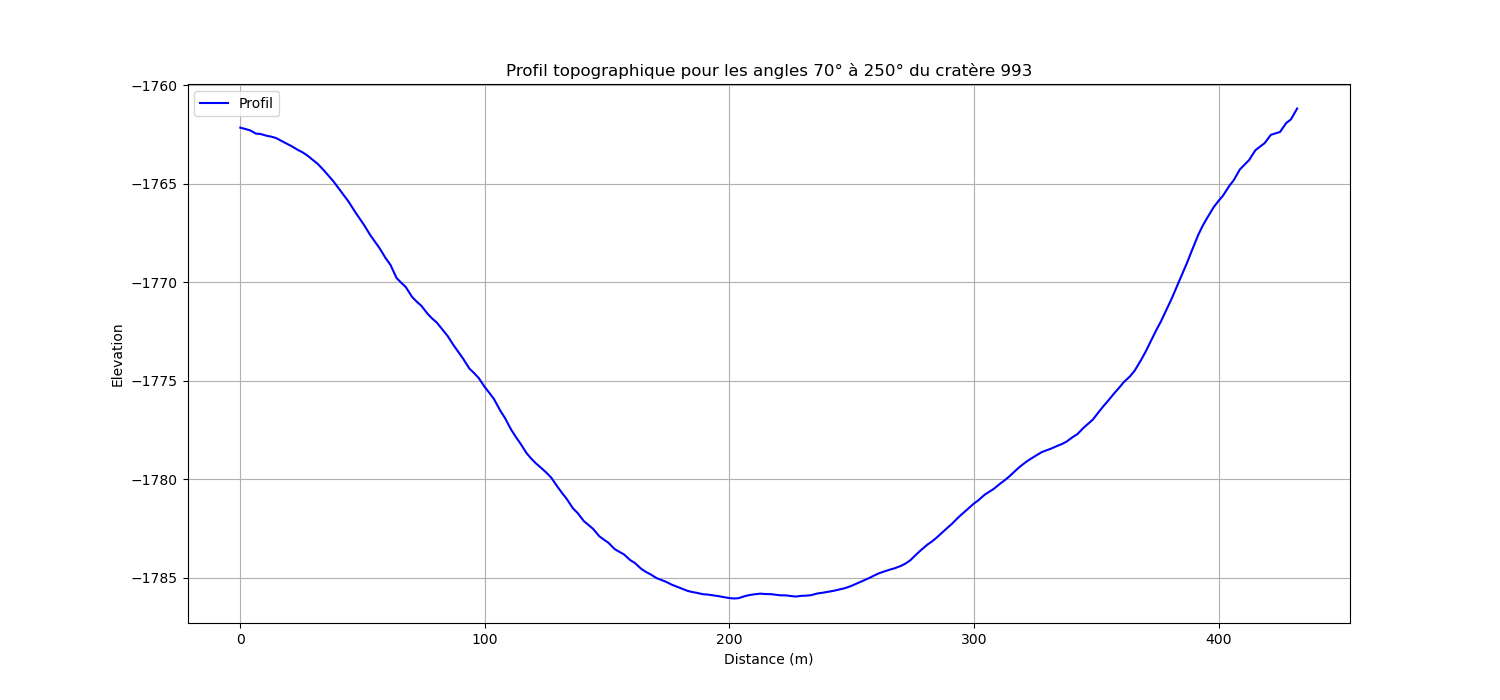 Profil topographique pour les angles 70° à 250° du cratère 993
Profil
Elevation
−1760
−1765
−1770
−1775
−1780
−1785
0 100 200 300 400
Distance (m)